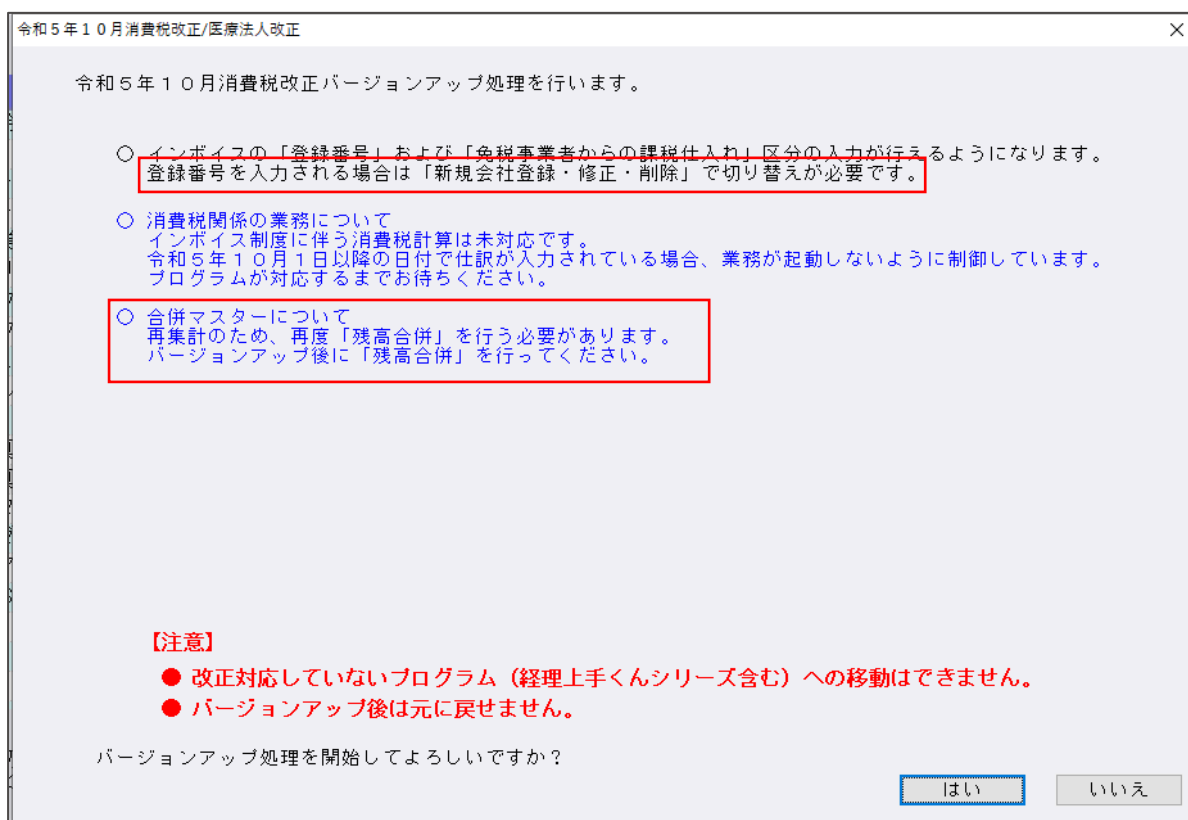 令和５年１０月消費税改正/医療法人改正
令和５年１０月消費税改正バージョンアップ処理を行います。
○ インボイスの「登録番号」および「免税事業者からの課税仕入れ」区分の入力が行えるようになります。
登録番号を入力される場合は「新規会社登録・修正・削除」で切り替えが必要です。
○ 消費税関係の業務について
インボイス制度に伴う消費税計算は未対応です。
令和５年１０月１日以降の日付で仕訳が入力されている場合、業務が起動しないように制御しています。
プログラムが対応するまでお待ちください。
○ 合併マスターについて
再集計のため、再度「残高合併」を行う必要があります。
バージョンアップ後に「残高合併」を行ってください。
【注意】
● 改正対応していないプログラム（経理上手くんシリーズ含む）への移動はできません。
● バージョンアップ後は元に戻せません。
バージョンアップ処理を開始してよろしいですか？
はい
いいえ